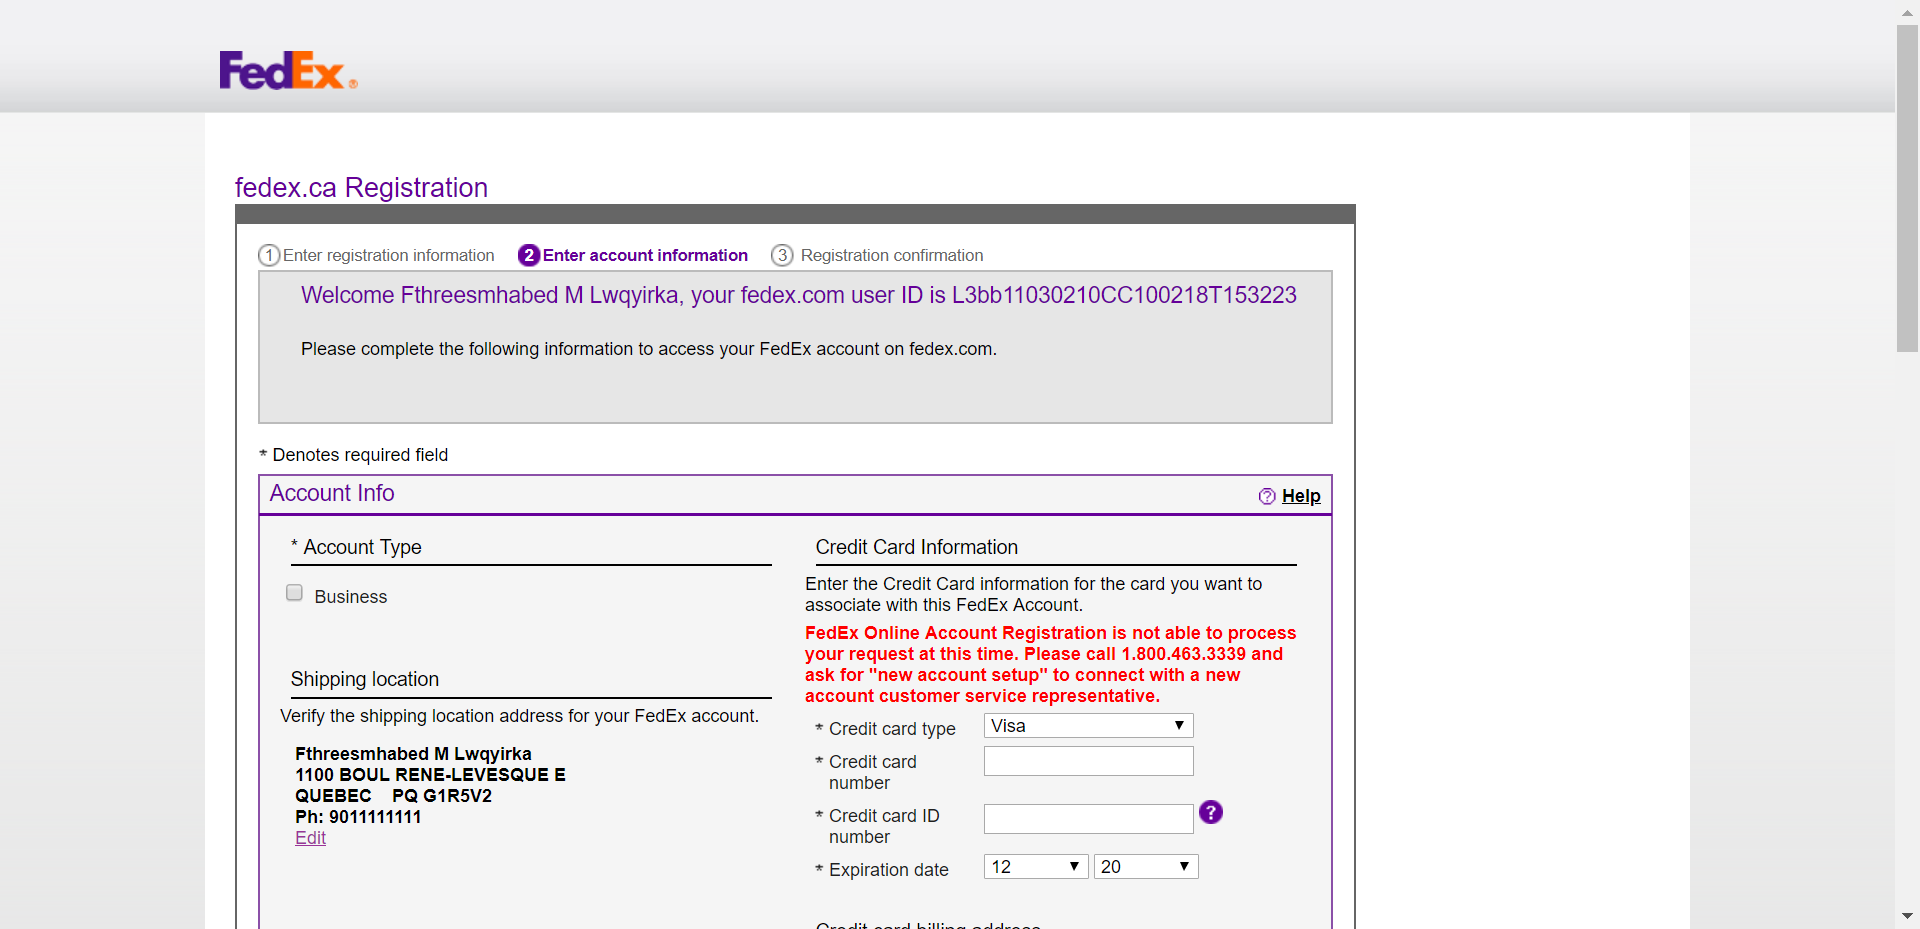 FedEx®
fedex.ca Registration
1 Enter registration information 2 Enter account information 3 Registration confirmation
Welcome Fthreesmhabed M Lwqyirka, your fedex.com user ID is L3bb11030210CC100218T153223
Please complete the following information to access your FedEx account on fedex.com.
* Denotes required field
Account Info
? Help
* Account Type
Business
Shipping location
Verify the shipping location address for your FedEx account.
Fthreesmhabed M Lwqyirka
1100 BOUL RENE-LEVESQUE E
QUEBEC PQ G1R5V2
Ph: 9011111111
Edit
Credit Card Information
Enter the Credit Card information for the card you want to
associate with this FedEx Account.
FedEx Online Account Registration is not able to process
your request at this time. Please call 1.800.463.3339 and
ask for "new account setup" to connect with a new
account customer service representative.
* Credit card type Visa
* Credit card
number
* Credit card ID
number ?
* Expiration date 12 20
Credit card billing address